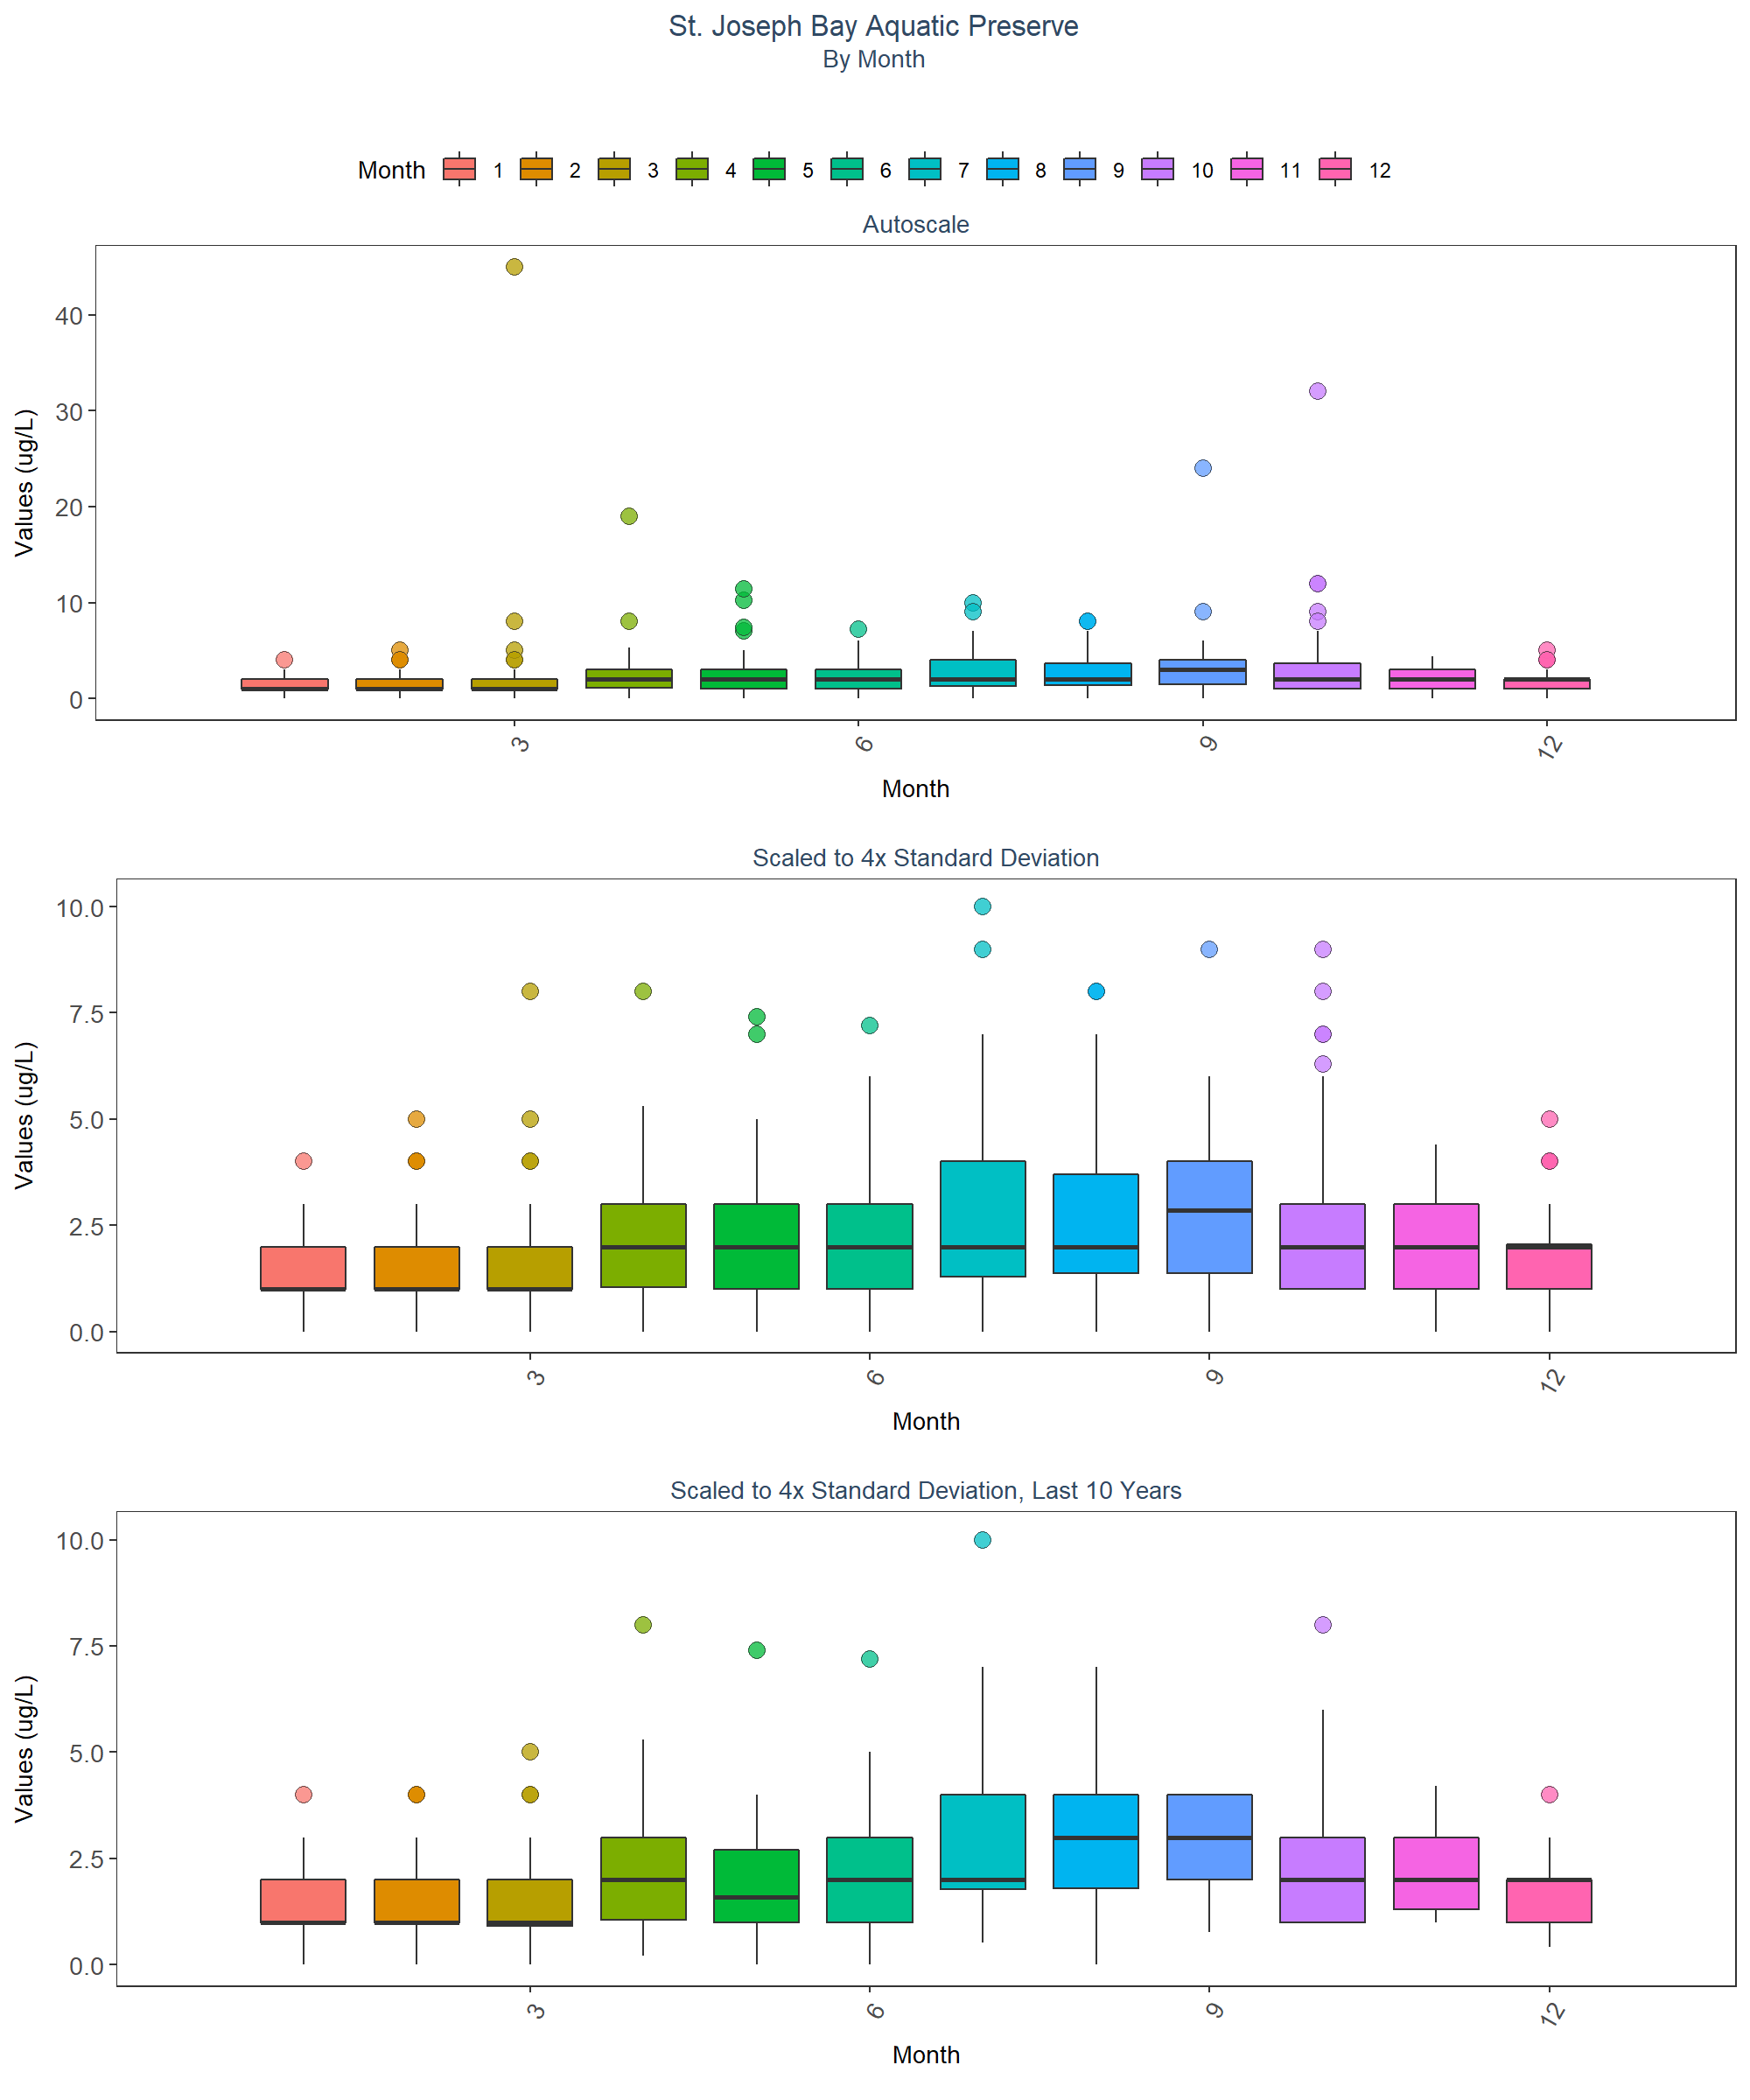 St. Joseph Bay Aquatic Preserve
By Month
Month 1 2 3 4 5 6 7 8 9 10 11 12
Autoscale
Values (ug/L)
40
30
20
10
0
3 6 9 12
Month
Scaled to 4x Standard Deviation
Values (ug/L)
10.0
7.5
5.0
2.5
0.0
3 6 9 12
Month
Scaled to 4x Standard Deviation, Last 10 Years
Values (ug/L)
10.0
7.5
5.0
2.5
0.0
3 6 9 12
Month